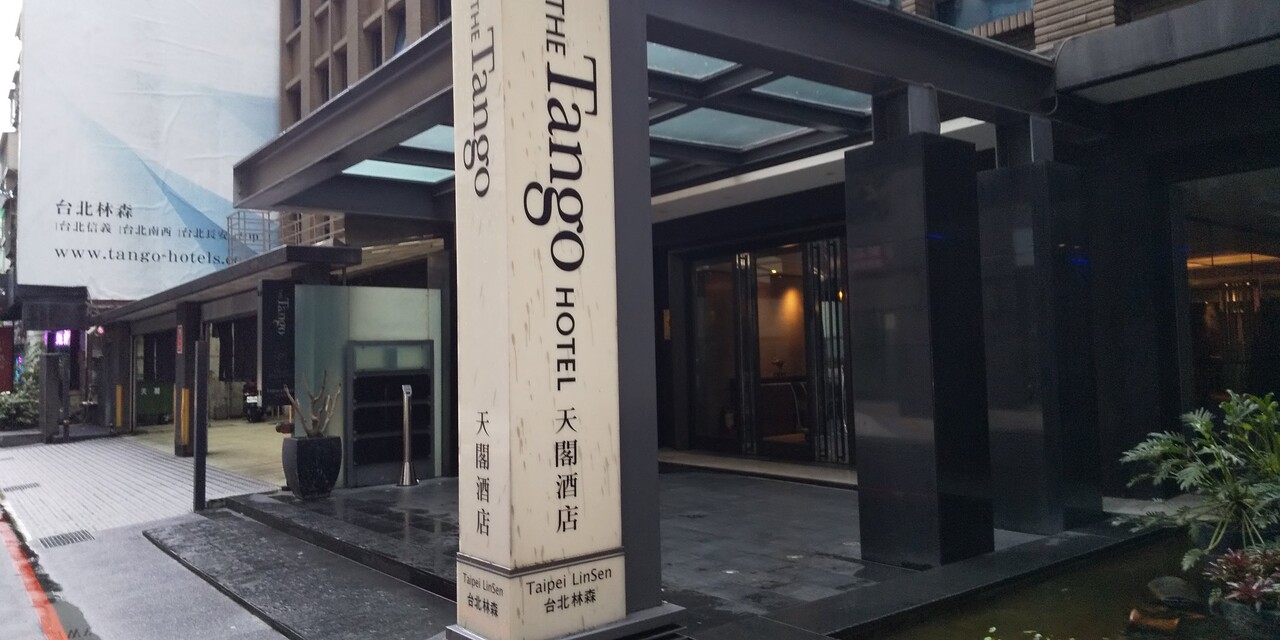 台北林森
|台北信義 |台北南西 |台北長安
www.tango-hotels.c
Tango
THE Tango
天閣酒店
Taipei LinSen
台北林森
THE Tango HOTEL 天閣酒店
Taipei LinSen
台北林森